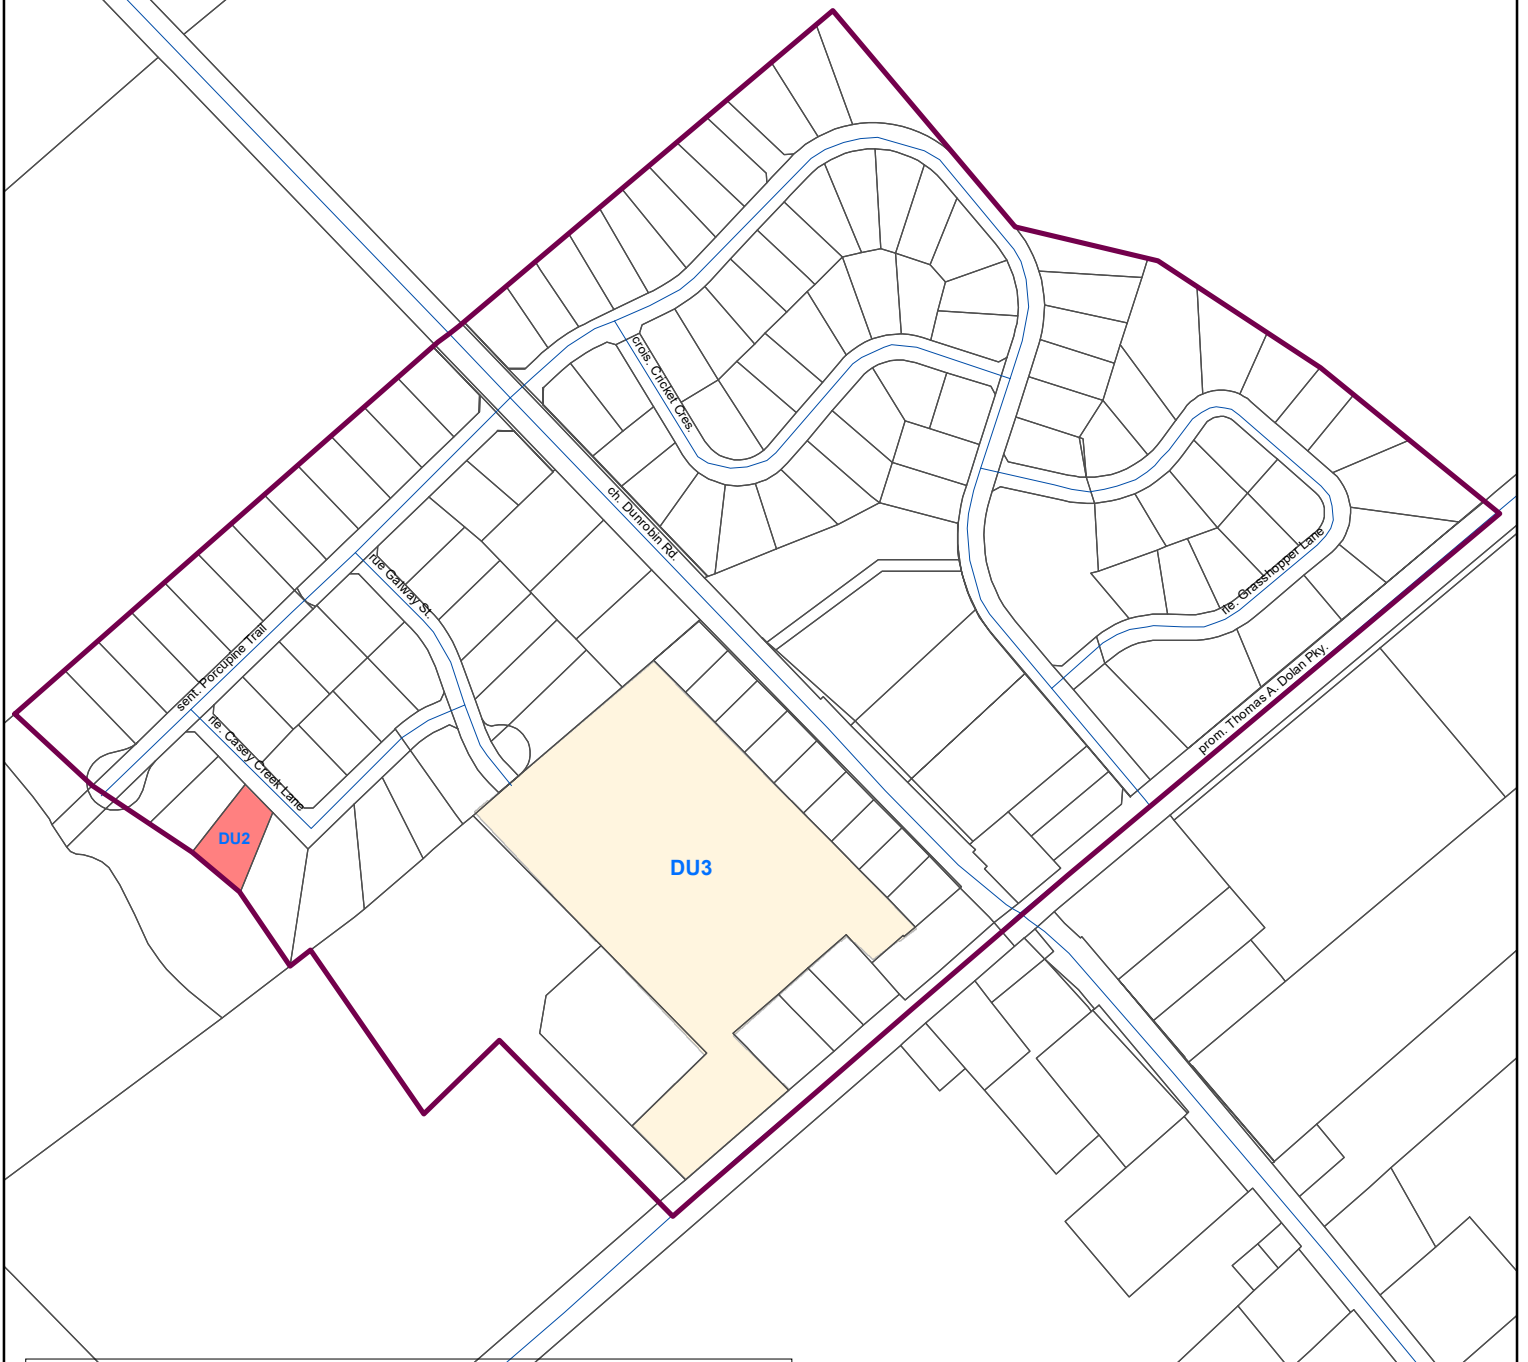 crois. Cricket Cres.
ch. Dunrobin Rd.
rue Galway St.
rle. Grasshopper Lane
sent. Porcupine Trail
prom. Thomas A. Dolan Pky.
rle. Casey Creek Lane
DU2
DU3